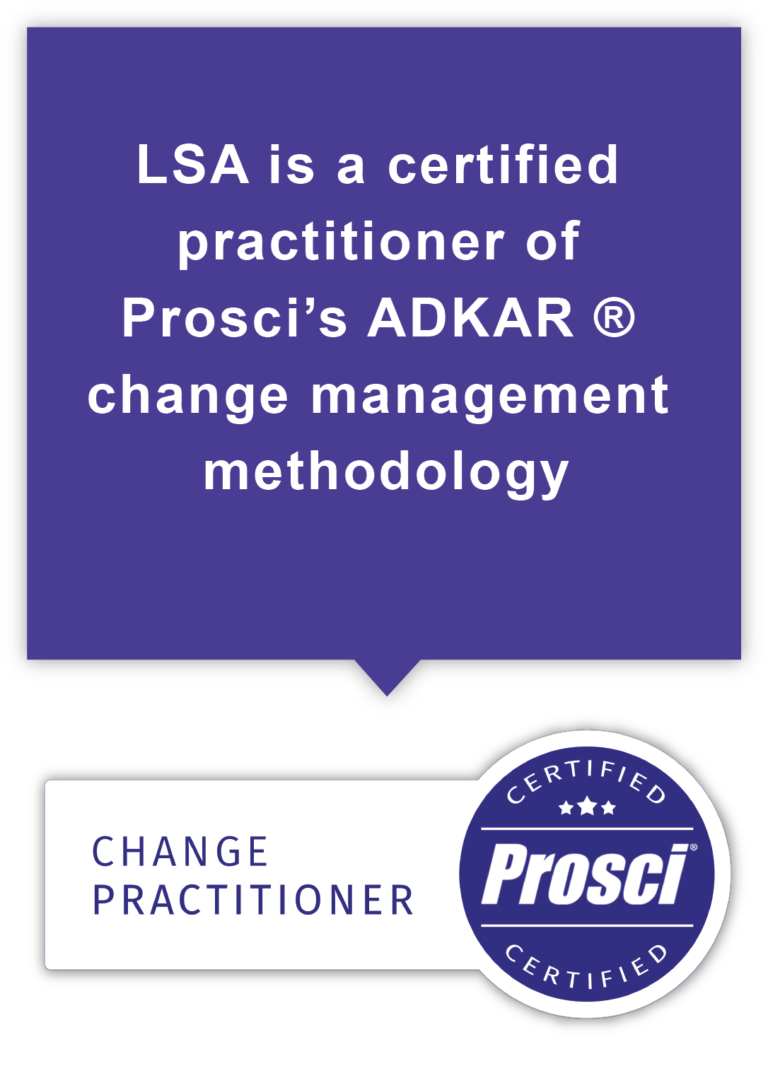 LSA is a certified
practitioner of
Prosci’s ADKAR ®
change management
methodology
CHANGE
PRACTITIONER
CERTIFIED
Prosci®
CERTIFIED